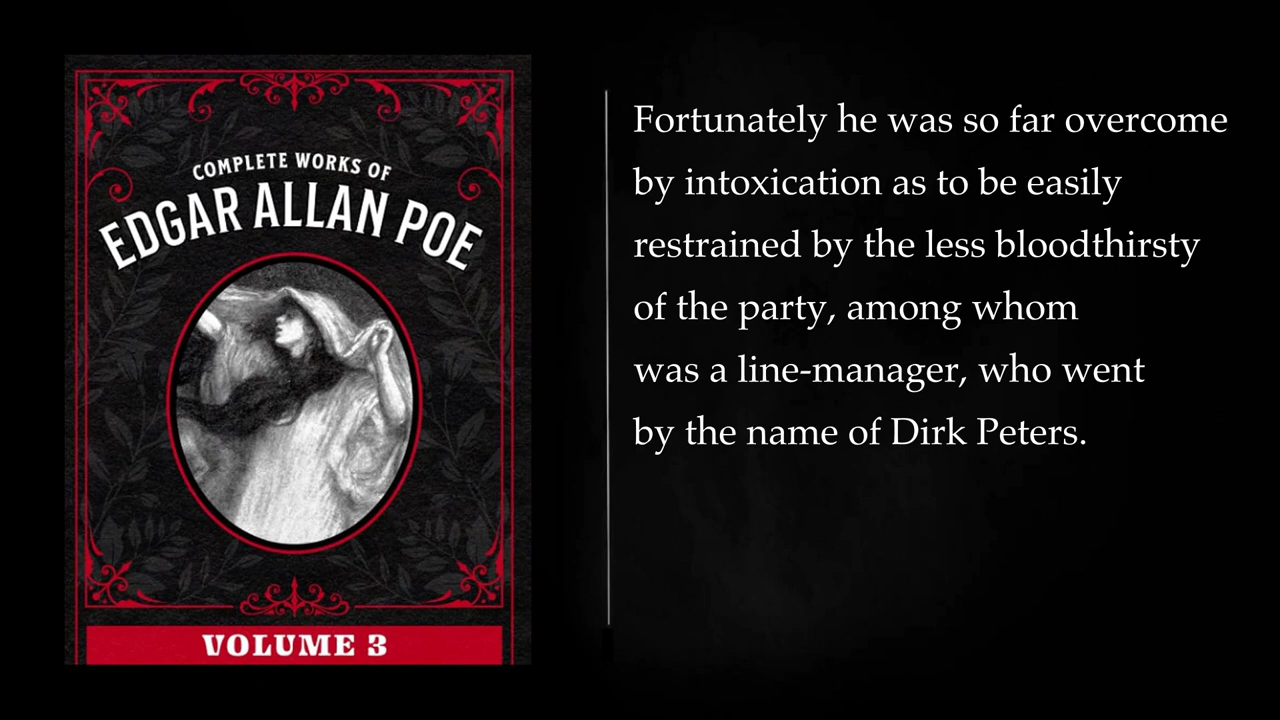 COMPLETE WORKS OF
EDGAR ALLAN POE
VOLUME 3
Fortunately he was so far overcome
by intoxication as to be easily
restrained by the less bloodthirsty
of the party, among whom
was a line-manager, who went
by the name of Dirk Peters.